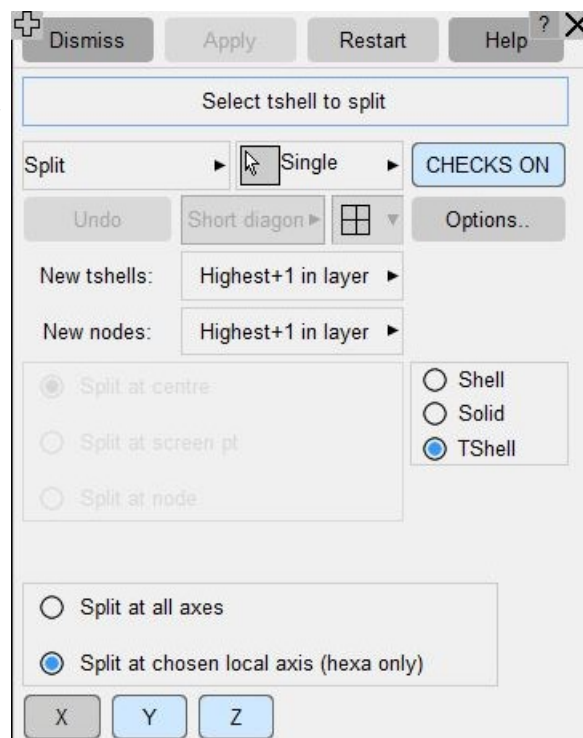 Dismiss Apply Restart Help ? X
Select tshell to split
Split Single CHECKS ON
Undo Short diagon Options..
New tshells: Highest+1 in layer
New nodes: Highest+1 in layer
Split at centre Shell
Split at screen pt Solid
Split at node TShell
Split at all axes
Split at chosen local axis (hexa only)
X Y Z